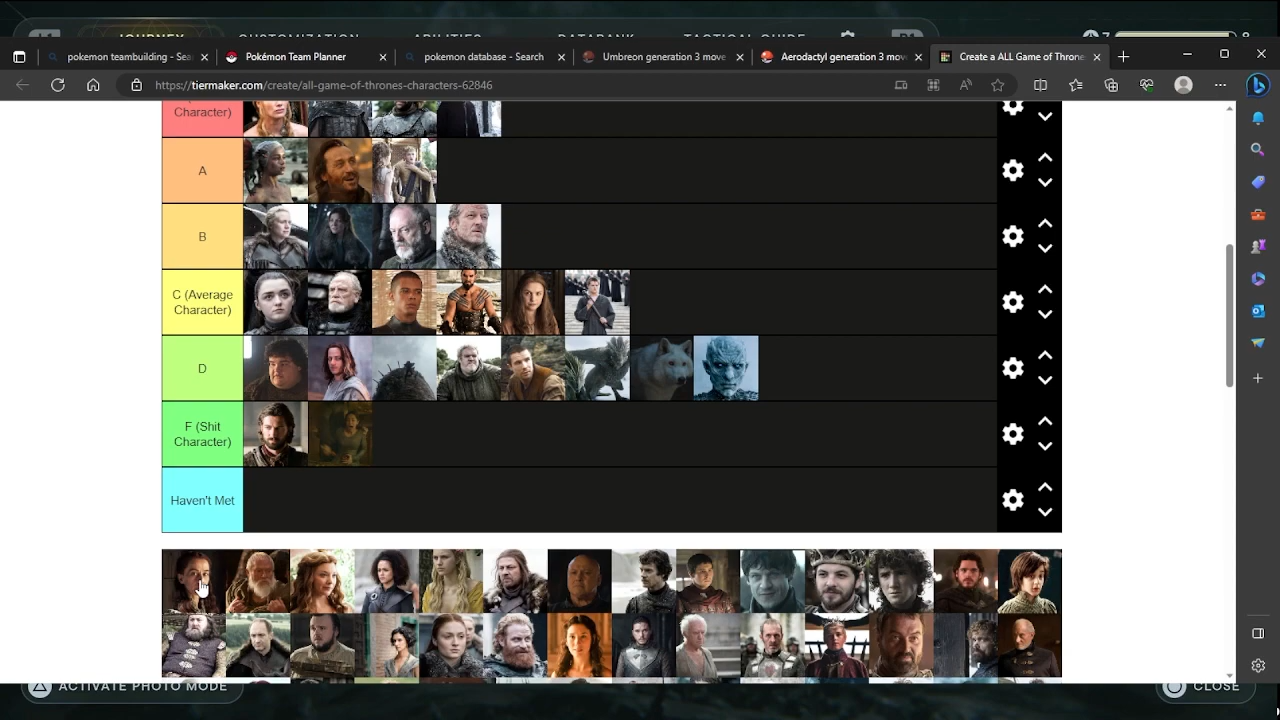 JOURNEY CUSTOMIZATION ABILITIES DATABANK TACTICAL GUIDE
pokemon teambuilding - Sea
Pokémon Team Planner
pokemon database - Search
Umbreon generation 3 move
Aerodactyl generation 3 mov
Create a ALL Game of Throne
https://tiermaker.com/create/all-game-of-thrones-characters-62846
Character)
A
B
C (Average
Character)
D
F (Shit
Character)
Haven't Met
ACTIVATE PHOTO MODE
CLOSE